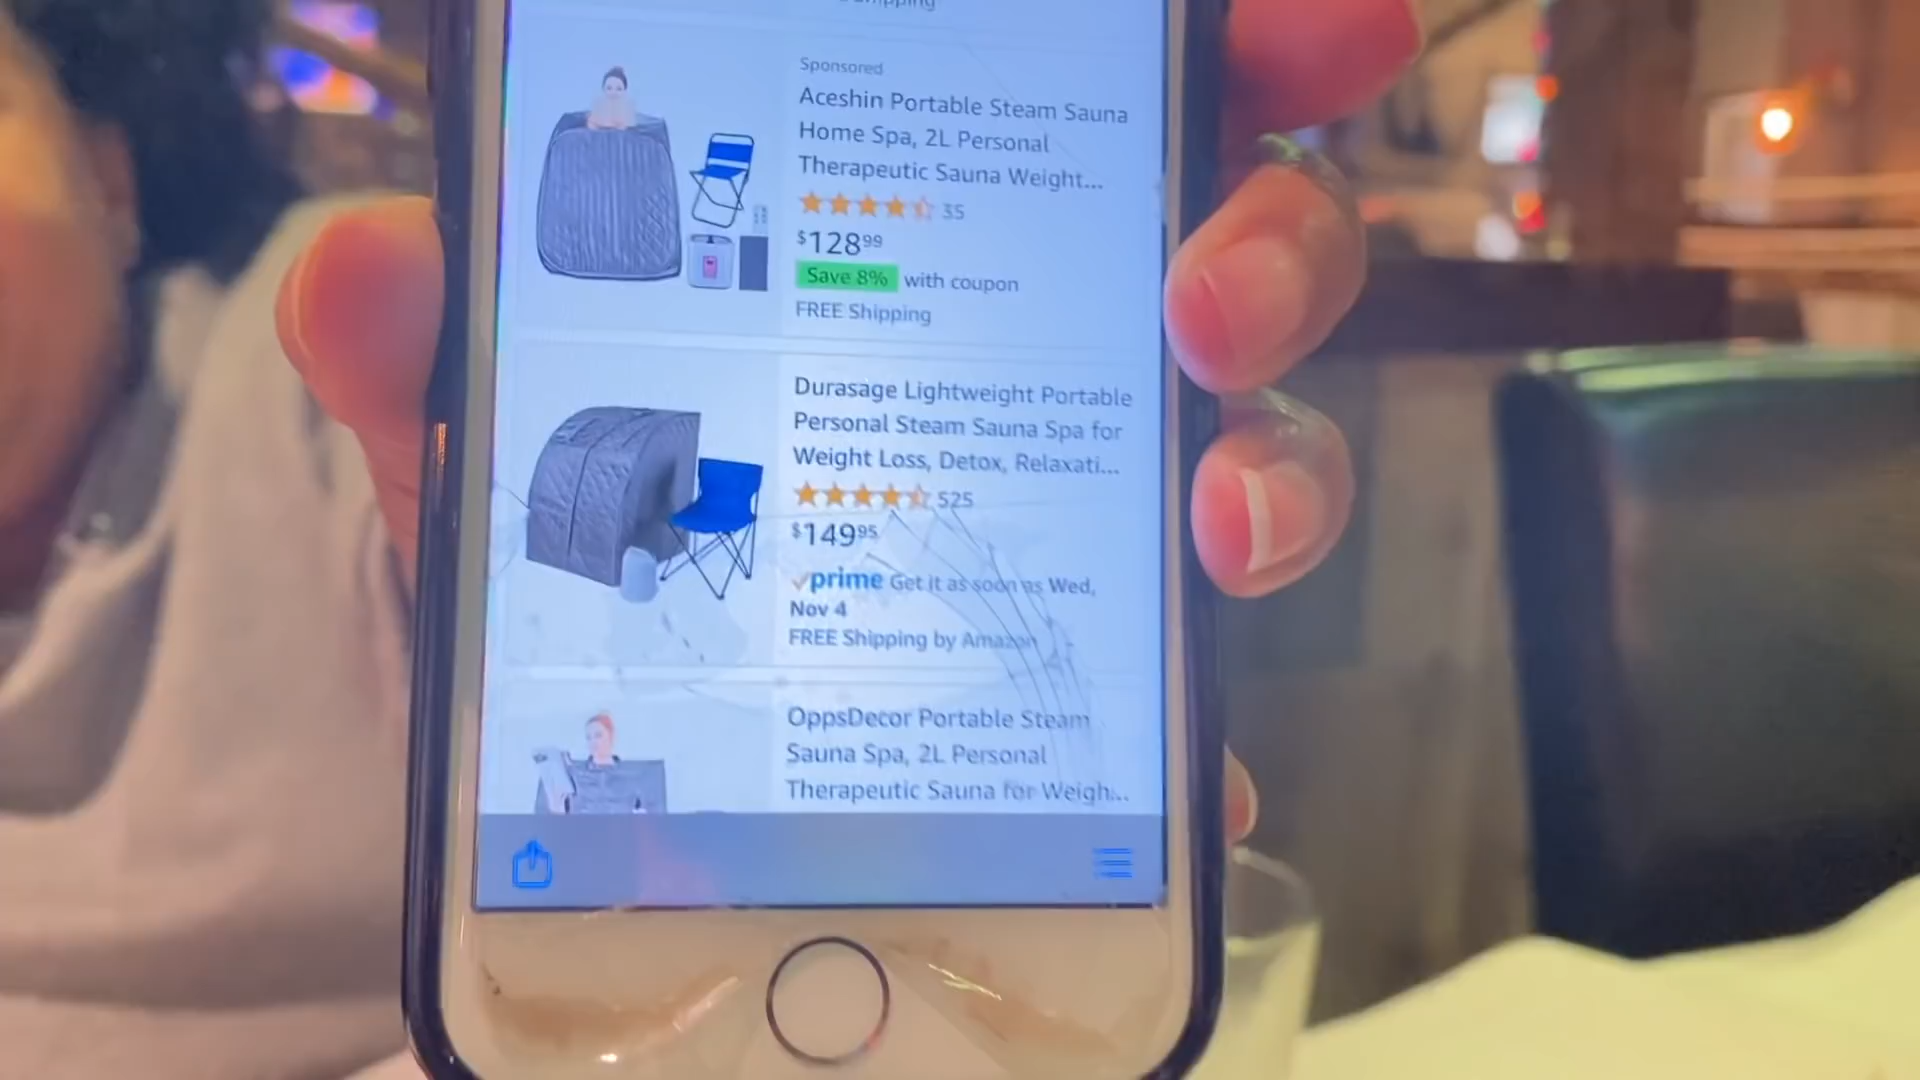 Shipping
Sponsored
Aceshin Portable Steam Sauna
Home Spa, 2L Personal
Therapeutic Sauna Weight...
35
$128.99
Save 8% with coupon
FREE Shipping
Durasage Lightweight Portable
Personal Steam Sauna Spa for
Weight Loss, Detox, Relaxati...
525
$149.95
prime Get it as soon as Wed,
Nov 4
FREE Shipping by Amazon
OppsDecor Portable Steam
Sauna Spa, 2L Personal
Therapeutic Sauna for Weigh...